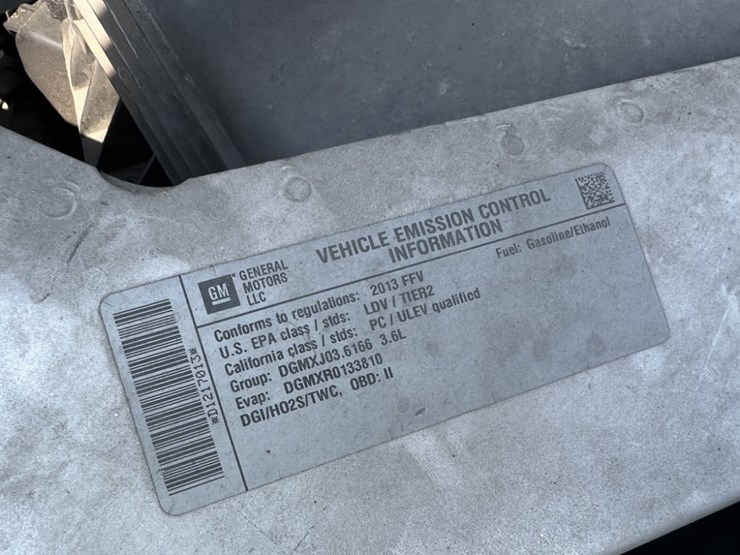 GM GENERAL
MOTORS
LLC
VEHICLE EMISSION CONTROL
INFORMATION
Conforms to regulations: 2013 FFV
Fuel: Gasoline/Ethanol
U.S. EPA class / stds: LDV / TIER2
California class / stds: PC / ULEV qualified
Group: DGMXJ03.6166 3.6L
Evap: DGMXR0133810
DGI/HO2S/TWC, OBD: II
*D1217013*